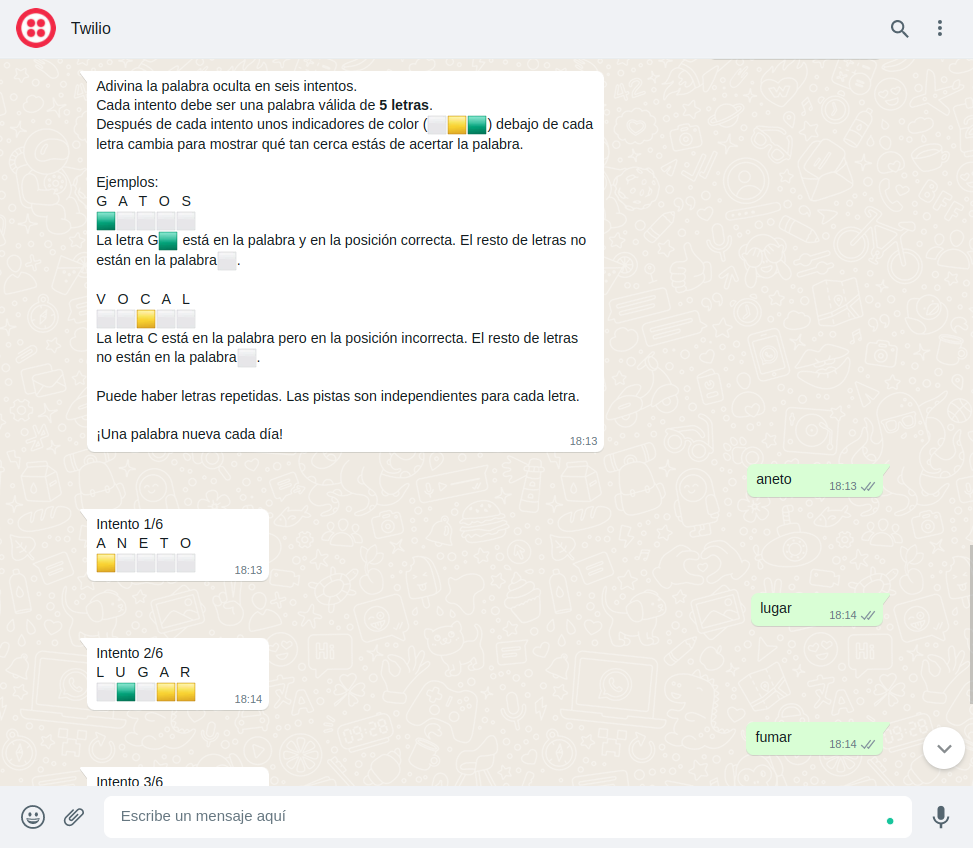 Twilio
Adivina la palabra oculta en seis intentos.
Cada intento debe ser una palabra válida de 5 letras.
Después de cada intento unos indicadores de color (⬜🟨🟩) debajo de cada
letra cambia para mostrar qué tan cerca estás de acertar la palabra.
Ejemplos:
G A T O S
La letra G🟩 está en la palabra y en la posición correcta. El resto de letras no
están en la palabra⬜.
V O C A L
La letra C está en la palabra pero en la posición incorrecta. El resto de letras
no están en la palabra⬜.
Puede haber letras repetidas. Las pistas son independientes para cada letra.
¡Una palabra nueva cada día!
18:13
aneto 18:13
Intento 1/6
A N E T O
18:13
lugar 18:14
Intento 2/6
L U G A R
18:14
fumar 18:14
Intento 3/6
Escribe un mensaje aquí